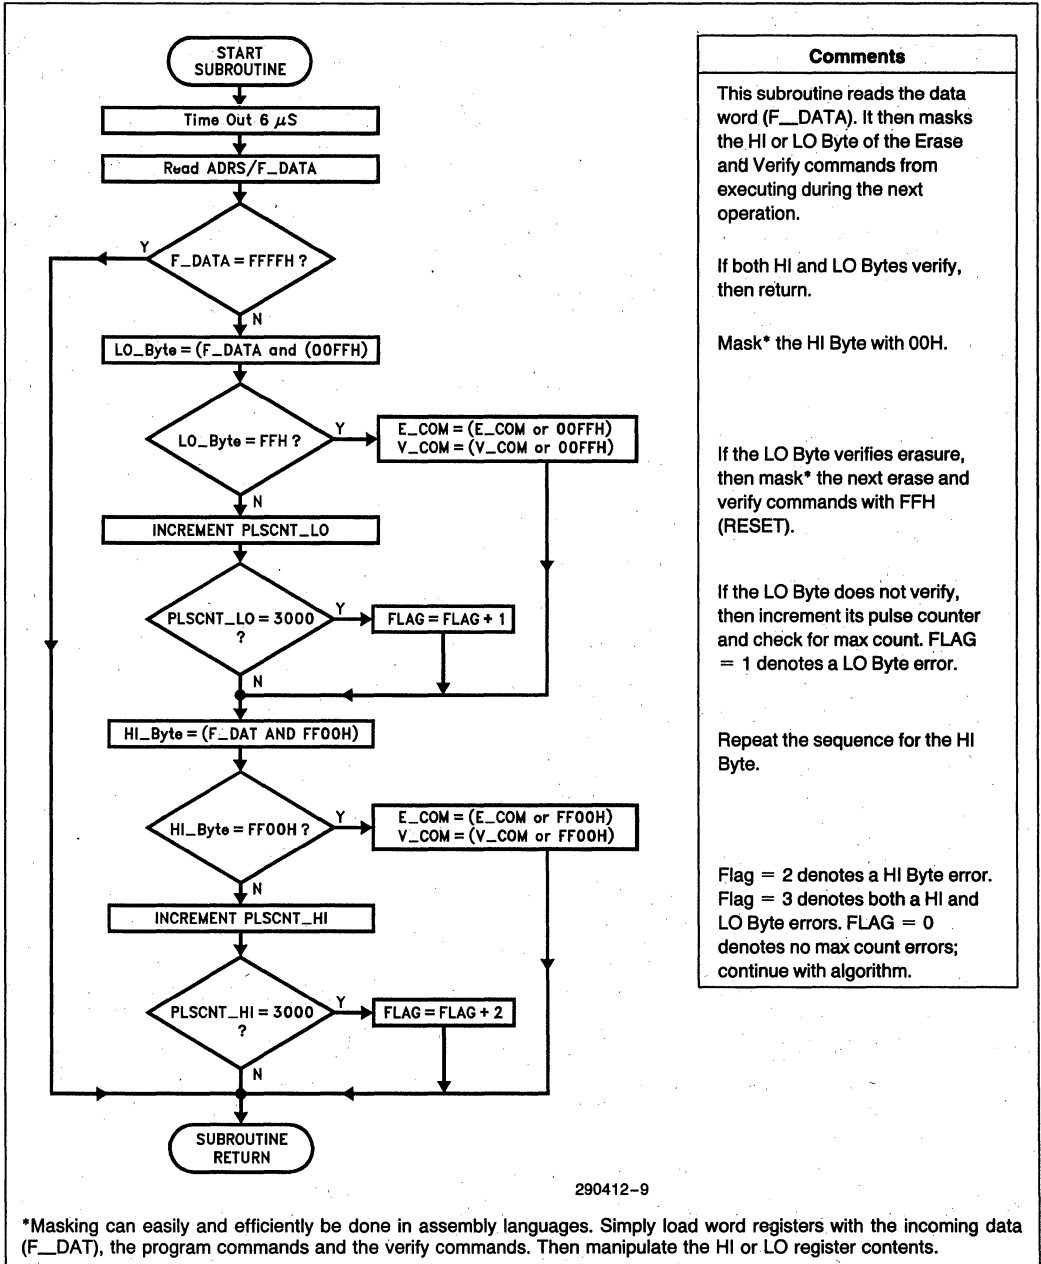 START
SUBROUTINE
Time Out 6 μS
Read ADRS/F_DATA
Y
F_DATA = FFFFH ?
N
LO_Byte = (F_DATA and (00FFH)
LO_Byte = FFH ?
Y
E_COM = (E_COM or 00FFH)
V_COM = (V_COM or 00FFH)
N
INCREMENT PLSCNT_LO
PLSCNT_LO = 3000
?
Y
FLAG = FLAG + 1
N
HI_Byte = (F_DAT AND FF00H)
HI_Byte = FF00H ?
Y
E_COM = (E_COM or FF00H)
V_COM = (V_COM or FF00H)
N
INCREMENT PLSCNT_HI
PLSCNT_HI = 3000
?
Y
FLAG = FLAG + 2
N
SUBROUTINE
RETURN
Comments
This subroutine reads the data
word (F__DATA). It then masks
the HI or LO Byte of the Erase
and Verify commands from
executing during the next
operation.
If both HI and LO Bytes verify,
then return.
Mask* the HI Byte with 00H.
If the LO Byte verifies erasure,
then mask* the next erase and
verify commands with FFH
(RESET).
If the LO Byte does not verify,
then increment its pulse counter
and check for max count. FLAG
= 1 denotes a LO Byte error.
Repeat the sequence for the HI
Byte.
Flag = 2 denotes a HI Byte error.
Flag = 3 denotes both a HI and
LO Byte errors. FLAG = 0
denotes no max count errors;
continue with algorithm.
290412–9
*Masking can easily and efficiently be done in assembly languages. Simply load word registers with the incoming data
(F__DAT), the program commands and the verify commands. Then manipulate the HI or LO register contents.